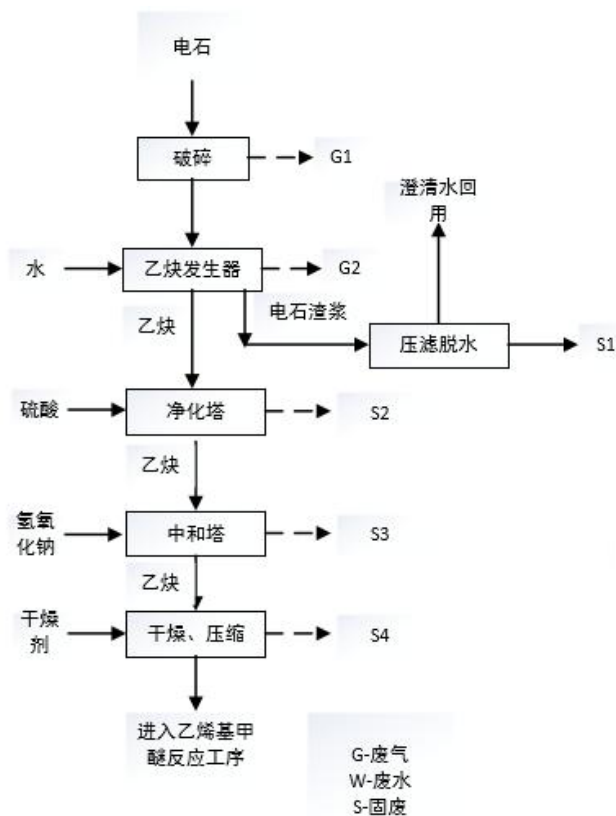 电石
破碎
G1
澄清水回
用
水
乙炔发生器
G2
乙炔
电石渣浆
压滤脱水
S1
硫酸
净化塔
S2
乙炔
氢氧
化钠
中和塔
S3
乙炔
干燥
剂
干燥、压缩
S4
进入乙烯基甲
醚反应工序
G-废气
W-废水
S-固废